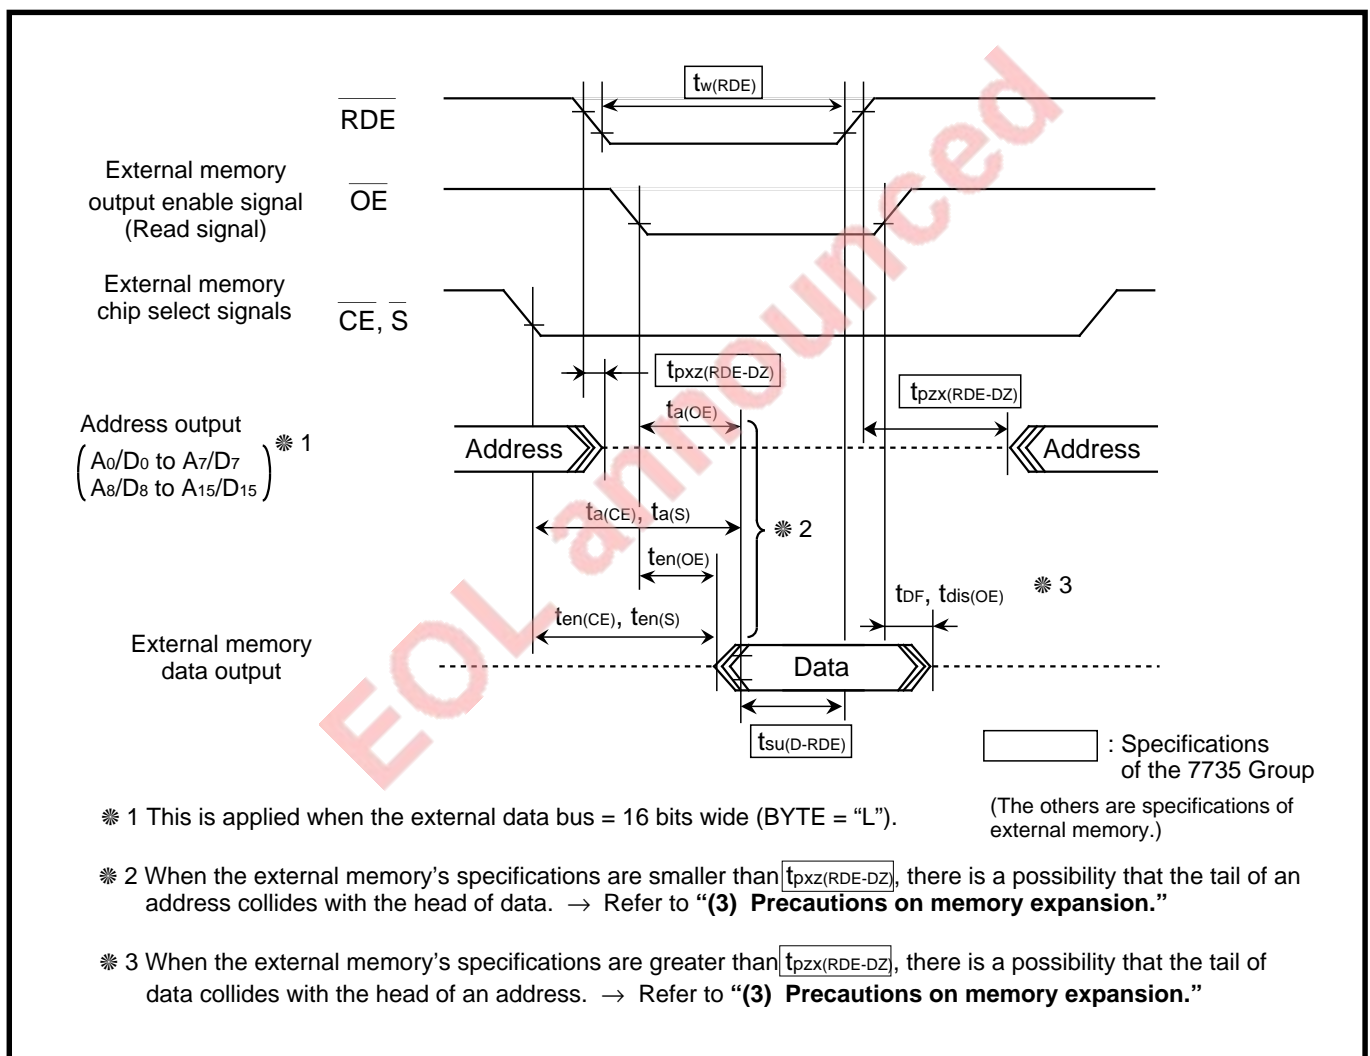 tw(RDE)
RDE
External memory
output enable signal
(Read signal)
OE
External memory
chip select signals
CE, S
tpxz(RDE-DZ)
tpzx(RDE-DZ)
ta(OE)
Address output
(A0/D0 to A7/D7
A8/D8 to A15/D15) ※ 1
Address
Address
ta(CE), ta(S)
※ 2
ten(OE)
tDF, tdis(OE) ※ 3
ten(CE), ten(S)
External memory
data output
Data
tsu(D-RDE)
: Specifications
of the 7735 Group
(The others are specifications of
external memory.)
※ 1 This is applied when the external data bus = 16 bits wide (BYTE = “L”).
※ 2 When the external memory’s specifications are smaller than tpxz(RDE-DZ), there is a possibility that the tail of an
address collides with the head of data. → Refer to “(3) Precautions on memory expansion.”
※ 3 When the external memory’s specifications are greater than tpzx(RDE-DZ), there is a possibility that the tail of
data collides with the head of an address. → Refer to “(3) Precautions on memory expansion.”
EOL announced